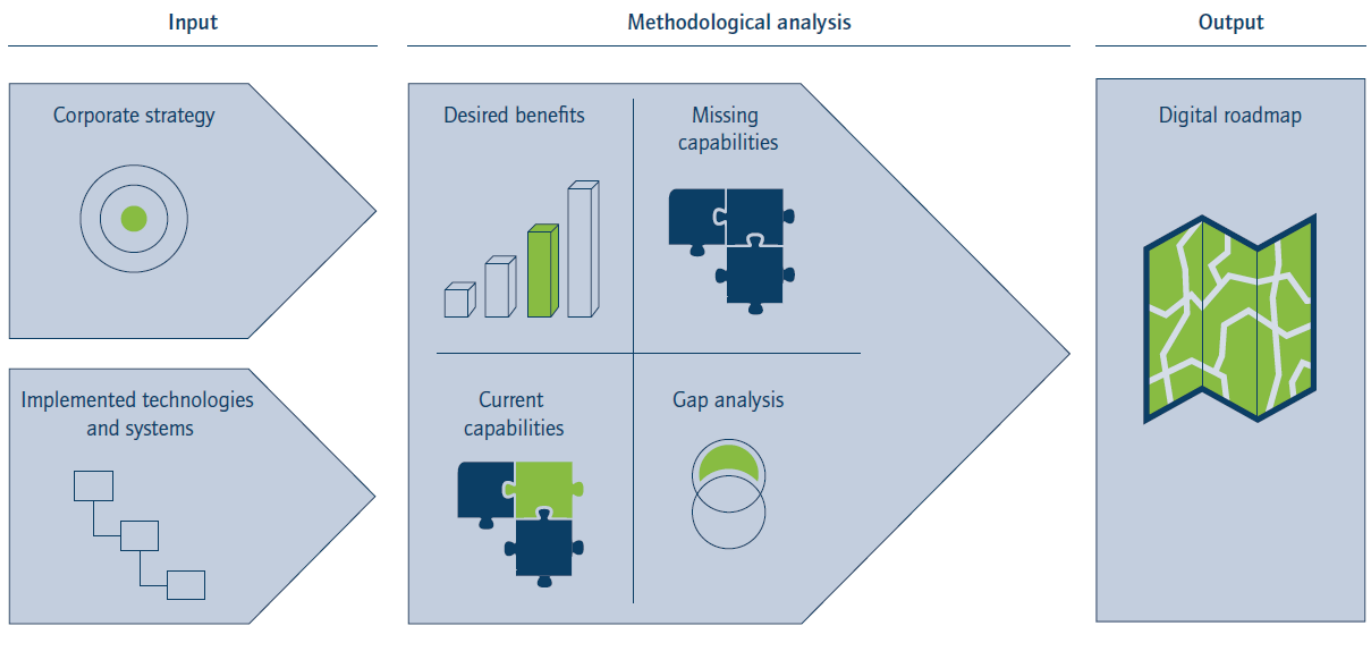 Input
Methodological analysis
Output
Corporate strategy
Implemented technologies
and systems
Desired benefits
Missing
capabilities
Current
capabilities
Gap analysis
Digital roadmap